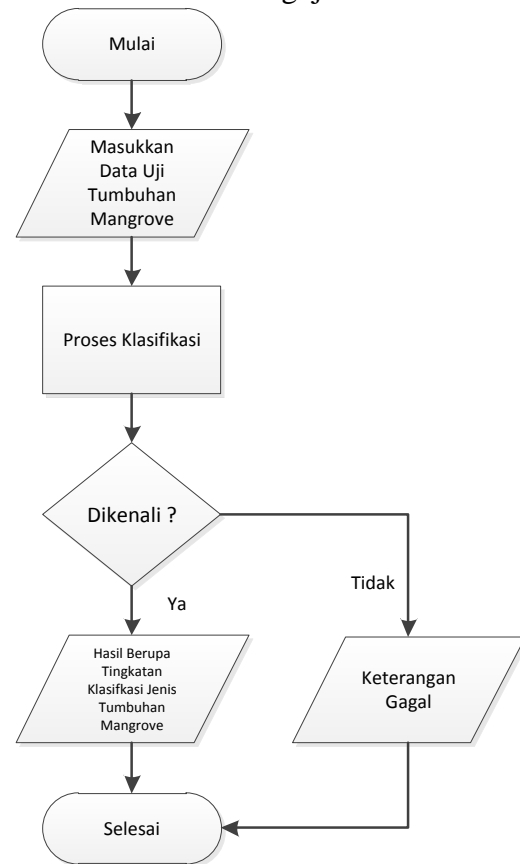 Mulai
Masukkan
Data Uji
Tumbuhan
Mangrove
Proses Klasifikasi
Dikenali ?
Tidak
Ya
Hasil Berupa
Tingkatan
Klasifkasi Jenis
Tumbuhan
Mangrove
Keterangan
Gagal
Selesai